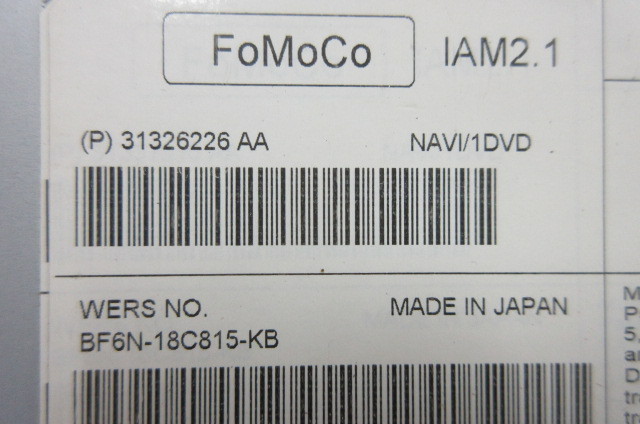 FoMoCo IAM2.1
(P) 31326226 AA NAVI/1DVD
WERS NO. MADE IN JAPAN
BF6N-18C815-KB